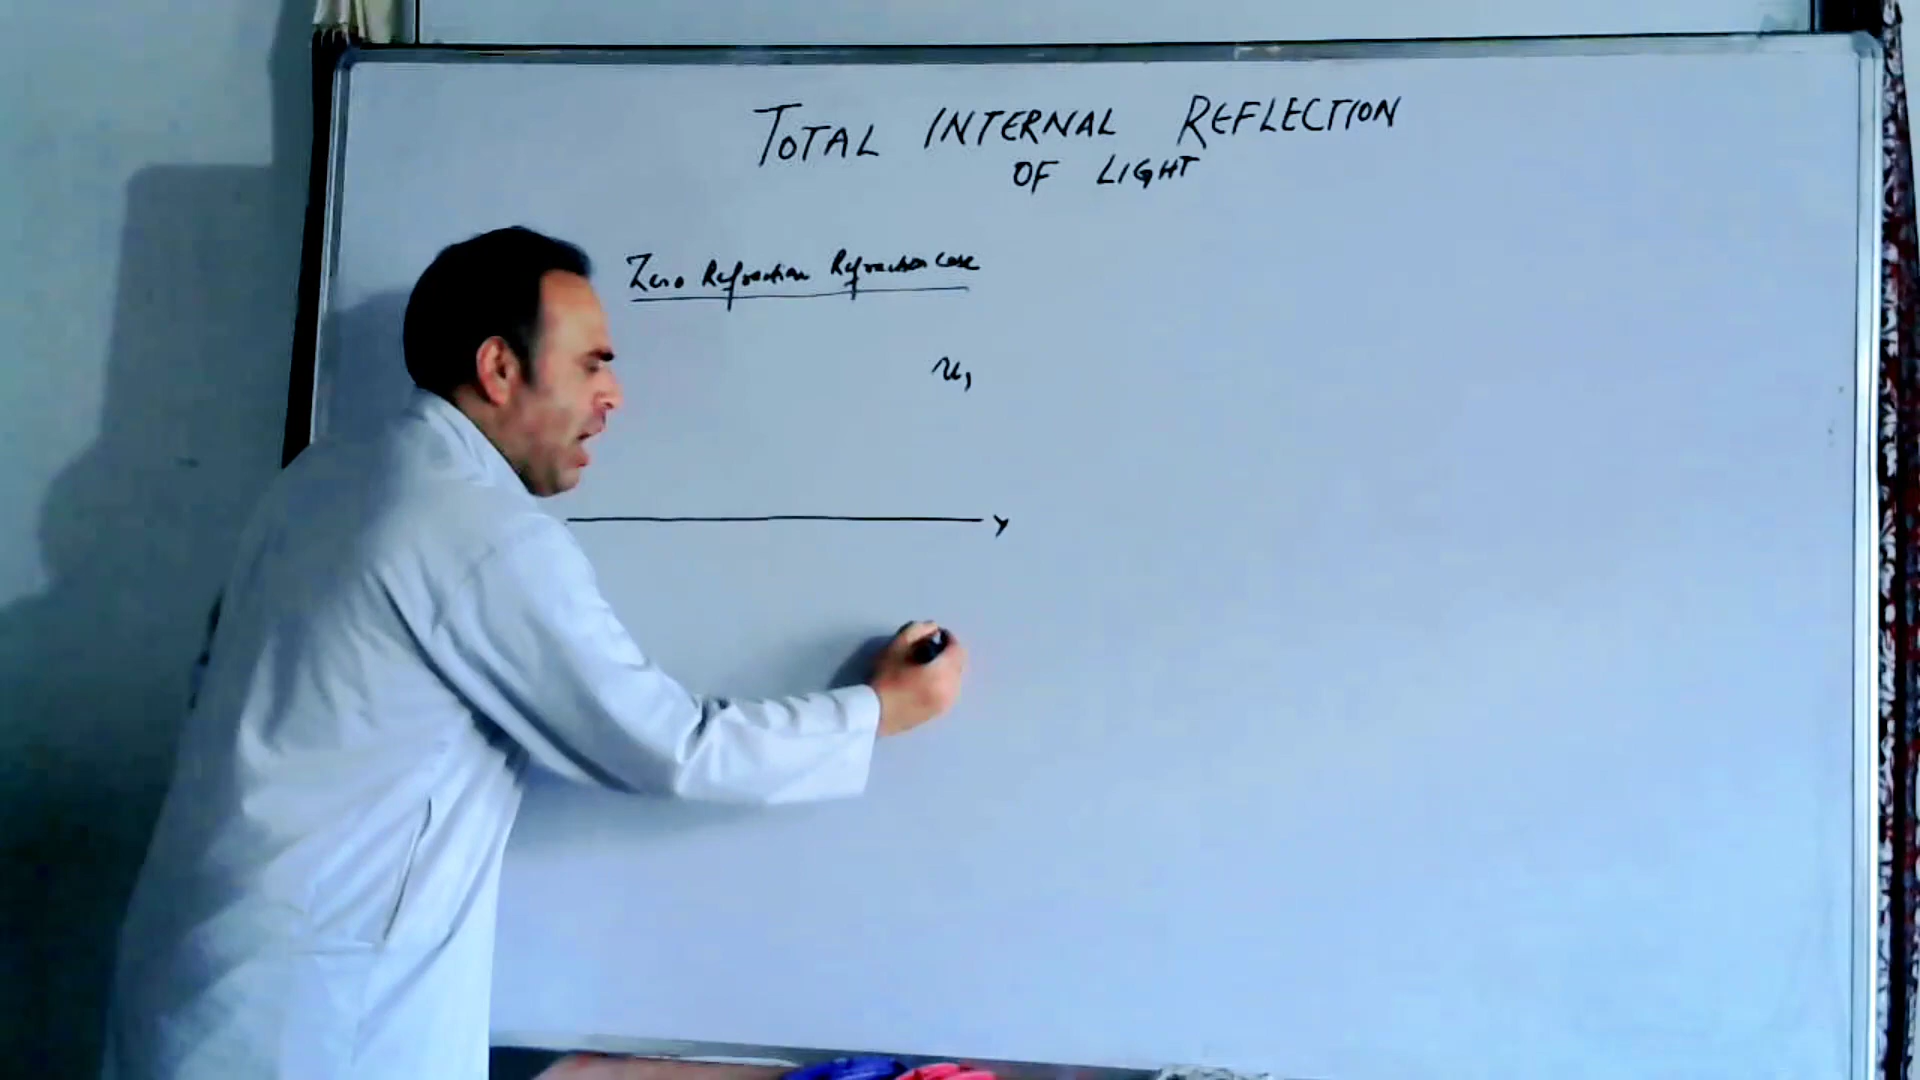 TOTAL INTERNAL REFLECTION
OF LIGHT
Zero Refraction Refraction Case
n1
y